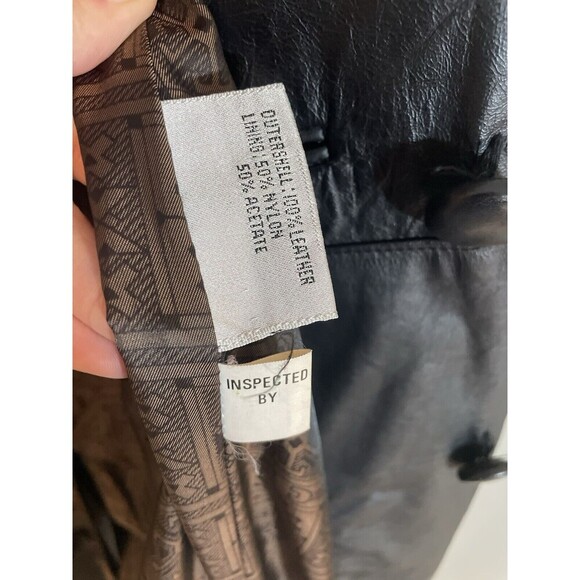 OUTERSHELL:100% LEATHER
LINING:50% NYLON
50% ACETATE
INSPECTED
BY